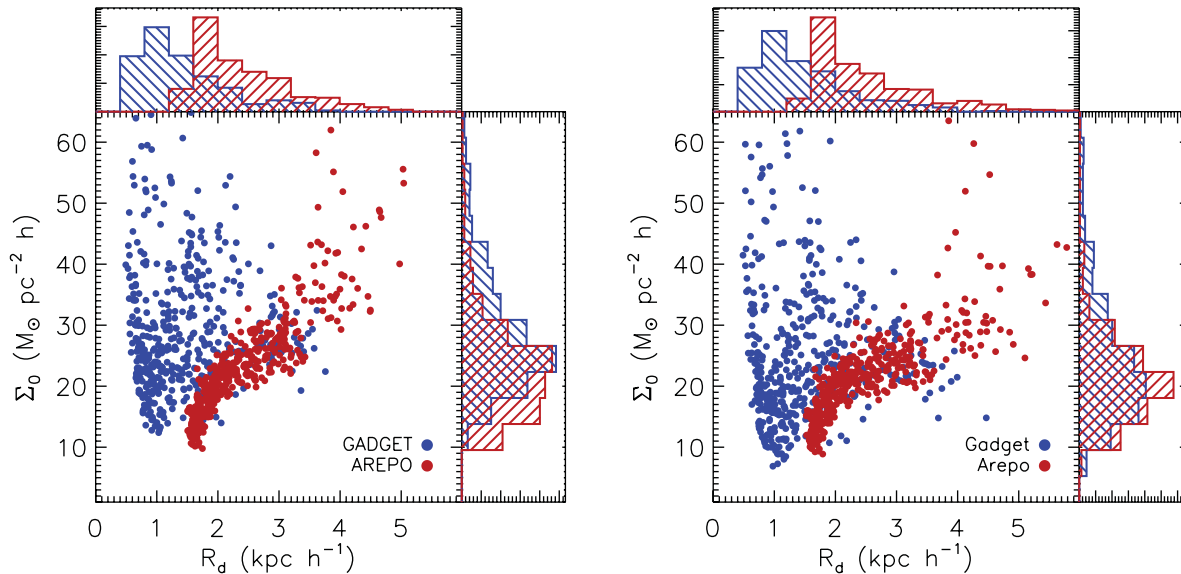 60
50
40
30
20
10
Σ₀ (M⊙ pc⁻² h)
GADGET
AREPO
0 1 2 3 4 5
R_d (kpc h⁻¹)
60
50
40
30
20
10
Σ₀ (M⊙ pc⁻² h)
Gadget
Arepo
0 1 2 3 4 5
R_d (kpc h⁻¹)